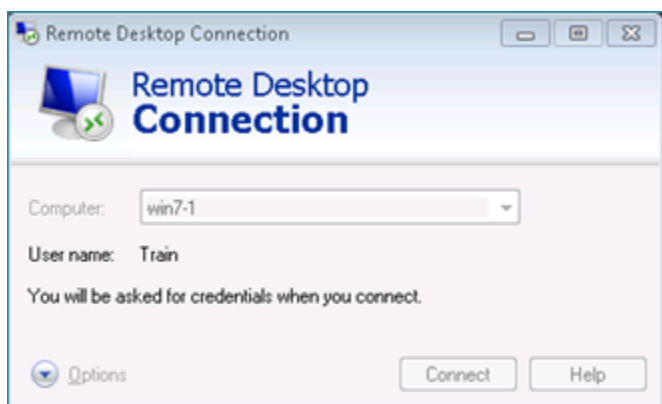 Remote Desktop Connection
Remote Desktop
Connection
Computer: win7-1
User name: Train
You will be asked for credentials when you connect.
Options Connect Help